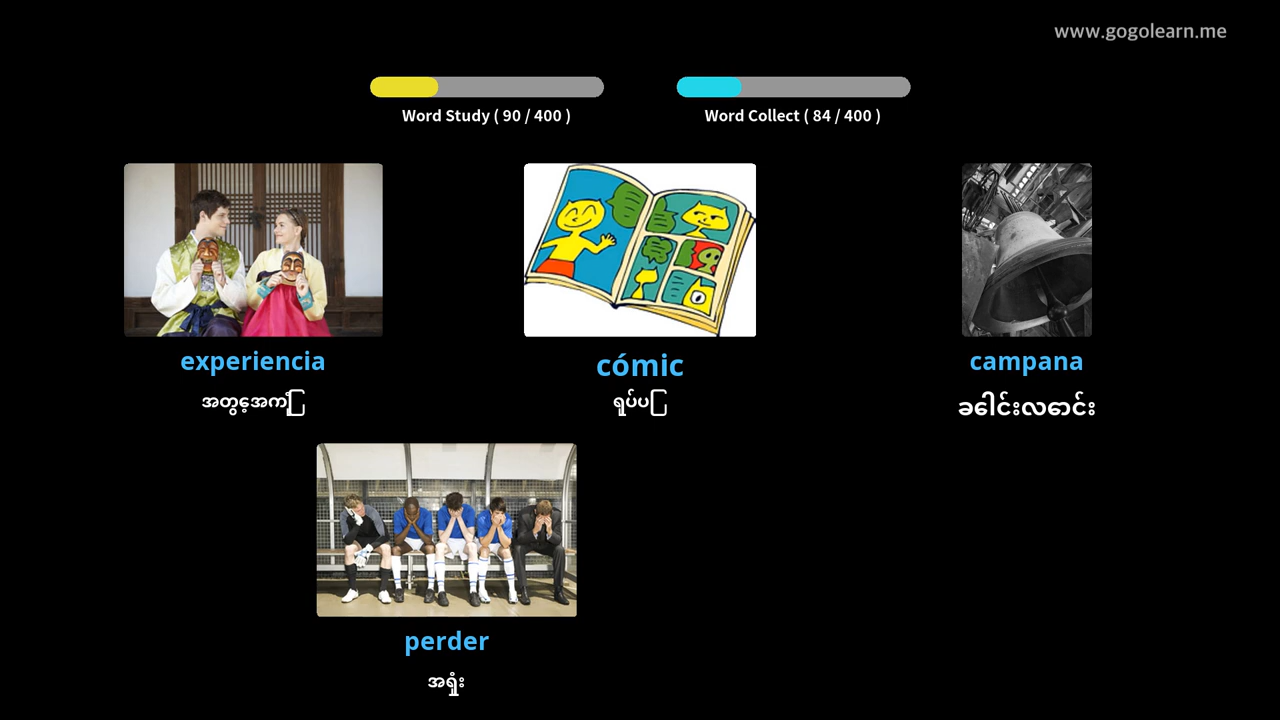 www.gogolearn.me
Word Study ( 90 / 400 )
Word Collect ( 84 / 400 )
experiencia
အတွေ့အကြုံ
cómic
ရုပ်ပြ
campana
ခေါင်းလောင်း
perder
အရှုံး